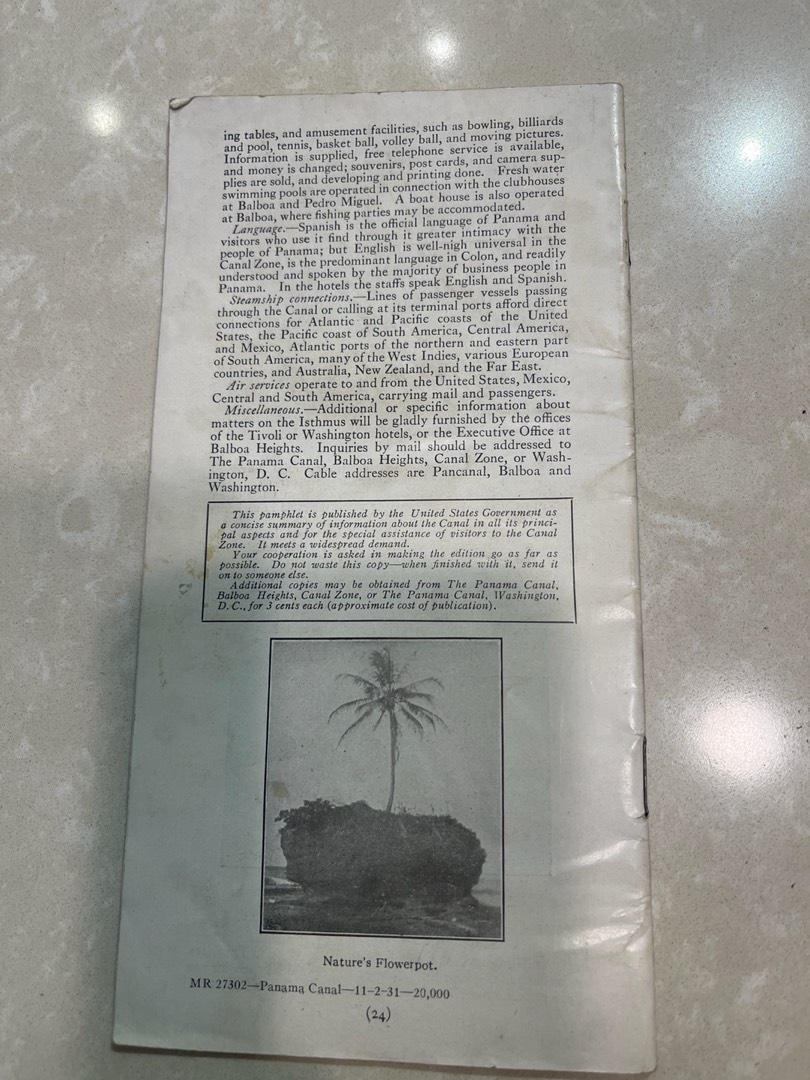 ing tables, and amusement facilities, such as bowling, billiards
and pool, tennis, basket ball, volley ball, and moving pictures.
Information is supplied, free telephone service is available,
and money is changed; souvenirs, post cards, and camera sup-
plies are sold, and developing and printing done. Fresh water
swimming pools are operated in connection with the clubhouses
at Balboa and Pedro Miguel. A boat house is also operated
at Balboa, where fishing parties may be accommodated.
Language.—Spanish is the official language of Panama and
visitors who use it find through it greater intimacy with the
people of Panama; but English is well-nigh universal in the
Canal Zone, is the predominant language in Colon, and readily
understood and spoken by the majority of business people in
Panama. In the hotels the staffs speak English and Spanish.
Steamship connections.—Lines of passenger vessels passing
through the Canal or calling at its terminal ports afford direct
connections for Atlantic and Pacific coasts of the United
States, the Pacific coast of South America, Central America,
and Mexico, Atlantic ports of the northern and eastern part
of South America, many of the West Indies, various European
countries, and Australia, New Zealand, and the Far East.
Air services operate to and from the United States, Mexico,
Central and South America, carrying mail and passengers.
Miscellaneous.—Additional or specific information about
matters on the Isthmus will be gladly furnished by the offices
of the Tivoli or Washington hotels, or the Executive Office at
Balboa Heights. Inquiries by mail should be addressed to
The Panama Canal, Balboa Heights, Canal Zone, or Wash-
ington, D. C. Cable addresses are Pancanal, Balboa and
Washington.
This pamphlet is published by the United States Government as
a concise summary of information about the Canal in all its princi-
pal aspects and for the special assistance of visitors to the Canal
Zone. It meets a widespread demand.
Your cooperation is asked in making the edition go as far as
possible. Do not waste this copy—when finished with it, send it
on to someone else.
Additional copies may be obtained from The Panama Canal,
Balboa Heights, Canal Zone, or The Panama Canal, Washington,
D. C., for 3 cents each (approximate cost of publication).
Nature's Flowerpot.
MR 27302—Panama Canal—11-2-31—20,000
(24)